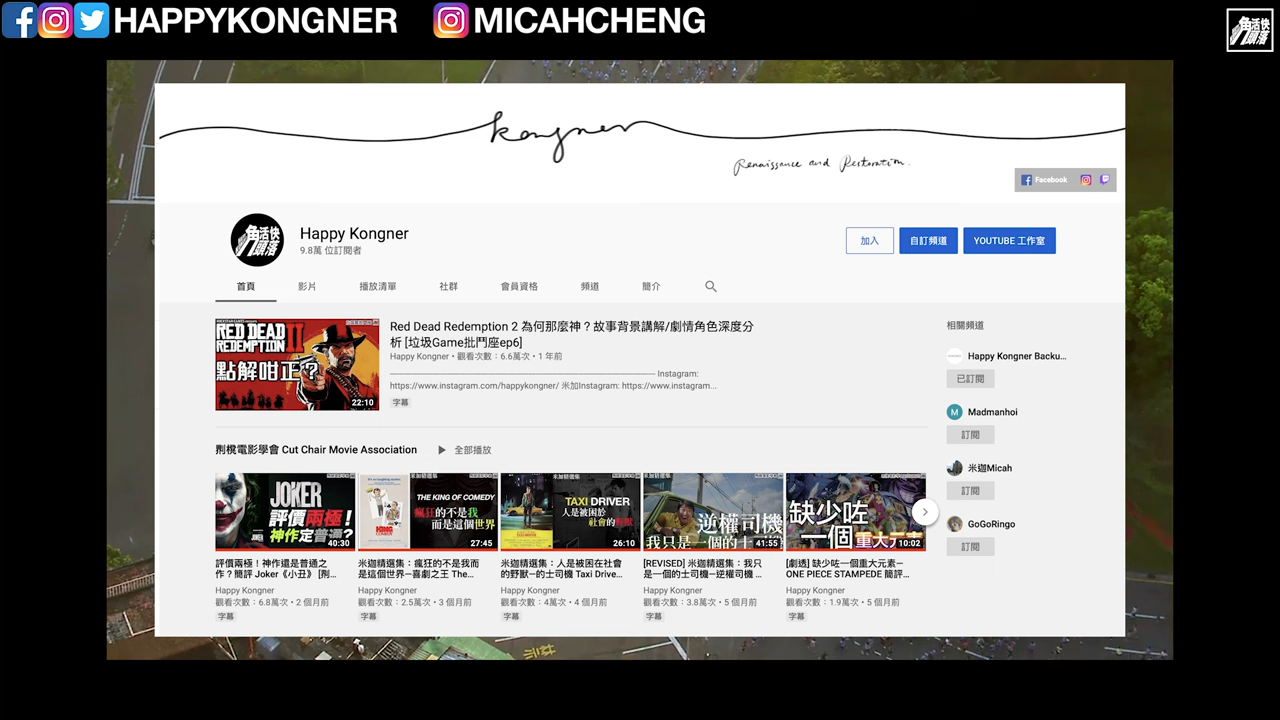 HAPPYKONGNER
MICAHCHENG
快活角落頭
kongner
Renaissance and Restoration.
Facebook
Happy Kongner
9.8萬 位訂閱者
加入
自訂頻道
YOUTUBE 工作室
首頁
影片
播放清單
社群
會員資格
頻道
簡介
RED DEAD
REDEMPTION II
點解咁正?
22:10
Red Dead Redemption 2 為何那麼神？故事背景講解/劇情角色深度分
析 [垃圾Game批鬥座ep6]
Happy Kongner • 觀看次數：6.6萬次 • 1 年前
Instagram:
https://www.instagram.com/happykongner/ 米加Instagram: https://www.instagram...
字幕
相關頻道
Happy Kongner Backu...
已訂閱
M
Madmanhoi
訂閱
米迦Micah
訂閱
GoGoRingo
訂閱
荆棍電影學會 Cut Chair Movie Association
全部播放
JOKER
評價兩極！
神作定普凒?
40:30
THE KING OF COMEDY
瘋狂的不是我
而是這個世界
27:45
TAXI DRIVER
人是被困於
社會的野獸
26:10
逆權司機
我只是一個的士司機
41:55
缺少咗
一個重大元素
10:02
評價兩極！神作還是普通之
作？簡評 Joker《小丑》 [荆...
Happy Kongner
觀看次數：6.8萬次 • 2 個月前
字幕
米迦精選集：瘋狂的不是我而
是這個世界—喜劇之王 The...
Happy Kongner
觀看次數：2.5萬次 • 3 個月前
字幕
米迦精選集：人是被困在社會
的野獸—的士司機 Taxi Drive...
Happy Kongner
觀看次數：4萬次 • 4 個月前
字幕
[REVISED] 米迦精選集：我只
是一個的士司機—逆權司機 ...
Happy Kongner
觀看次數：3.8萬次 • 5 個月前
字幕
[劇透] 缺少咗一個重大元素—
ONE PIECE STAMPEDE 簡評...
Happy Kongner
觀看次數：1.9萬次 • 5 個月前
字幕